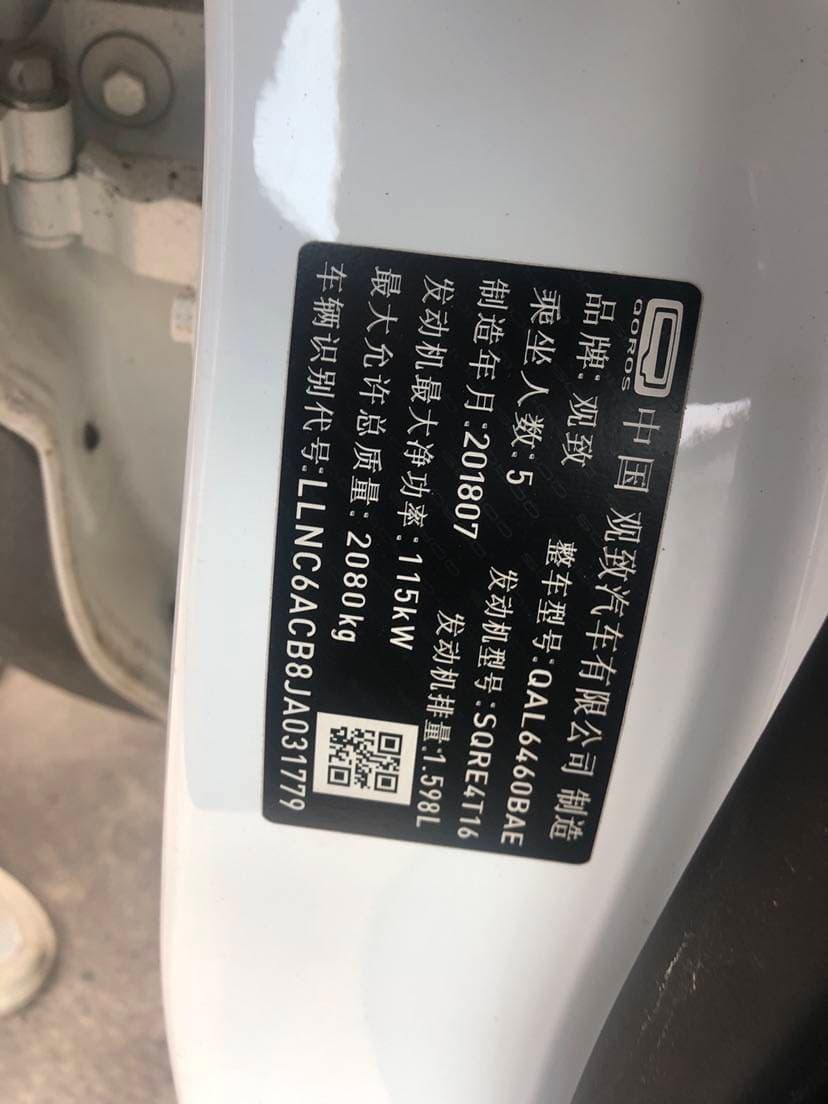 QOROS 中国 观致汽车有限公司 制造
品牌:观致 整车型号:QAL6460BAE
乘坐人数:5 发动机型号:SQRE4T16
制造年月:201807 发动机排量:1.598L
发动机最大净功率:115kW
最大允许总质量:2080kg
车辆识别代号:LLNC6ACB8JA031779